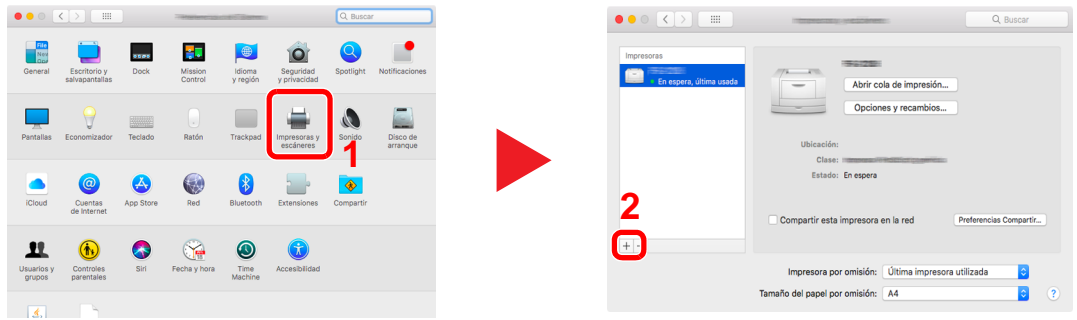 Buscar
File
New
General
Escritorio y
salvapantallas
Dock
Mission
Control
Idioma
y región
Seguridad
y privacidad
Spotlight
Notificaciones
Pantallas
Economizador
Teclado
Ratón
Trackpad
Impresoras y
escáneres
Sonido
Disco de
arranque
1
iCloud
Cuentas
de Internet
App Store
Red
Bluetooth
Extensiones
Compartir
Usuarios y
grupos
Controles
parentales
Siri
Fecha y hora
Time
Machine
Accesibilidad
Buscar
Impresoras
En espera, última usada
Abrir cola de impresión...
Opciones y recambios...
Ubicación:
Clase:
Estado: En espera
2
Compartir esta impresora en la red
Preferencias Compartir...
+ -
Impresora por omisión: Última impresora utilizada
Tamaño del papel por omisión: A4
?